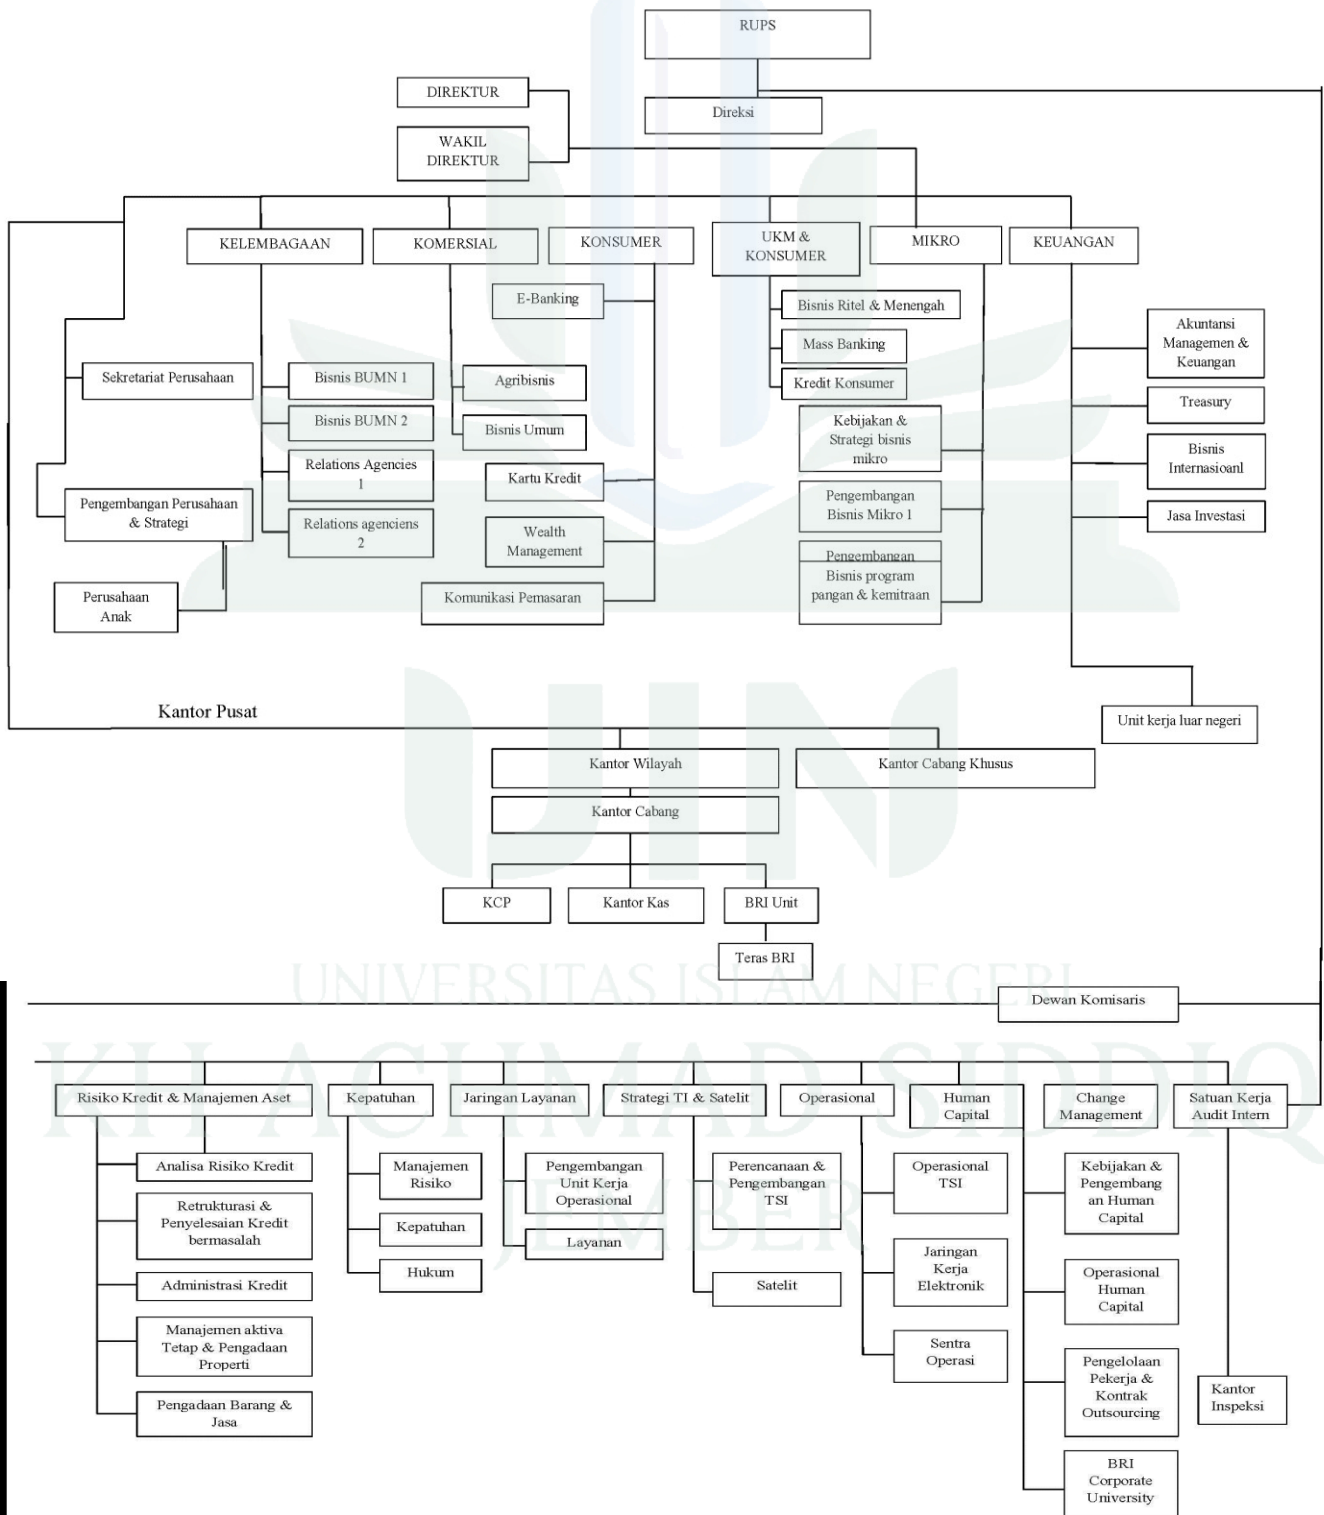 RUPS
DIREKTUR
Direksi
WAKIL
DIREKTUR
KELEMBAGAAN
KOMERSIAL
KONSUMER
UKM &
KONSUMER
MIKRO
KEUANGAN
E-Banking
Bisnis Ritel & Menengah
Mass Banking
Kredit Konsumer
Akuntansi
Managemen &
Keuangan
Sekretariat Perusahaan
Bisnis BUMN 1
Agribisnis
Treasury
Bisnis BUMN 2
Bisnis Umum
Kebijakan &
Strategi bisnis
mikro
Bisnis
Internasioanl
Relations Agencies
1
Kartu Kredit
Pengembangan Perusahaan
& Strategi
Pengembangan
Bisnis Mikro 1
Jasa Investasi
Relations agenciens
2
Wealth
Management
Pengembangan
Bisnis program
pangan & kemitraan
Perusahaan
Anak
Komunikasi Pemasaran
Kantor Pusat
Unit kerja luar negeri
Kantor Wilayah
Kantor Cabang Khusus
Kantor Cabang
KCP
Kantor Kas
BRI Unit
Teras BRI
UIN
UNIVERSITAS ISLAM NEGERI
KH ACHMAD SIDDIQ
JEMBER
Dewan Komisaris
Risiko Kredit & Manajemen Aset
Kepatuhan
Jaringan Layanan
Strategi TI & Satelit
Operasional
Human
Capital
Change
Management
Satuan Kerja
Audit Intern
Analisa Risiko Kredit
Retrukturasi &
Penyelesaian Kredit
bermasalah
Administrasi Kredit
Manajemen aktiva
Tetap & Pengadaan
Properti
Pengadaan Barang &
Jasa
Manajemen
Risiko
Kepatuhan
Hukum
Pengembangan
Unit Kerja
Operasional
Layanan
Perencanaan &
Pengembangan
TSI
Satelit
Operasional
TSI
Jaringan
Kerja
Elektronik
Sentra
Operasi
Kebijakan &
Pengembang
an Human
Capital
Operasional
Human
Capital
Pengelolaan
Pekerja &
Kontrak
Outsourcing
BRI
Corporate
University
Kantor
Inspeksi